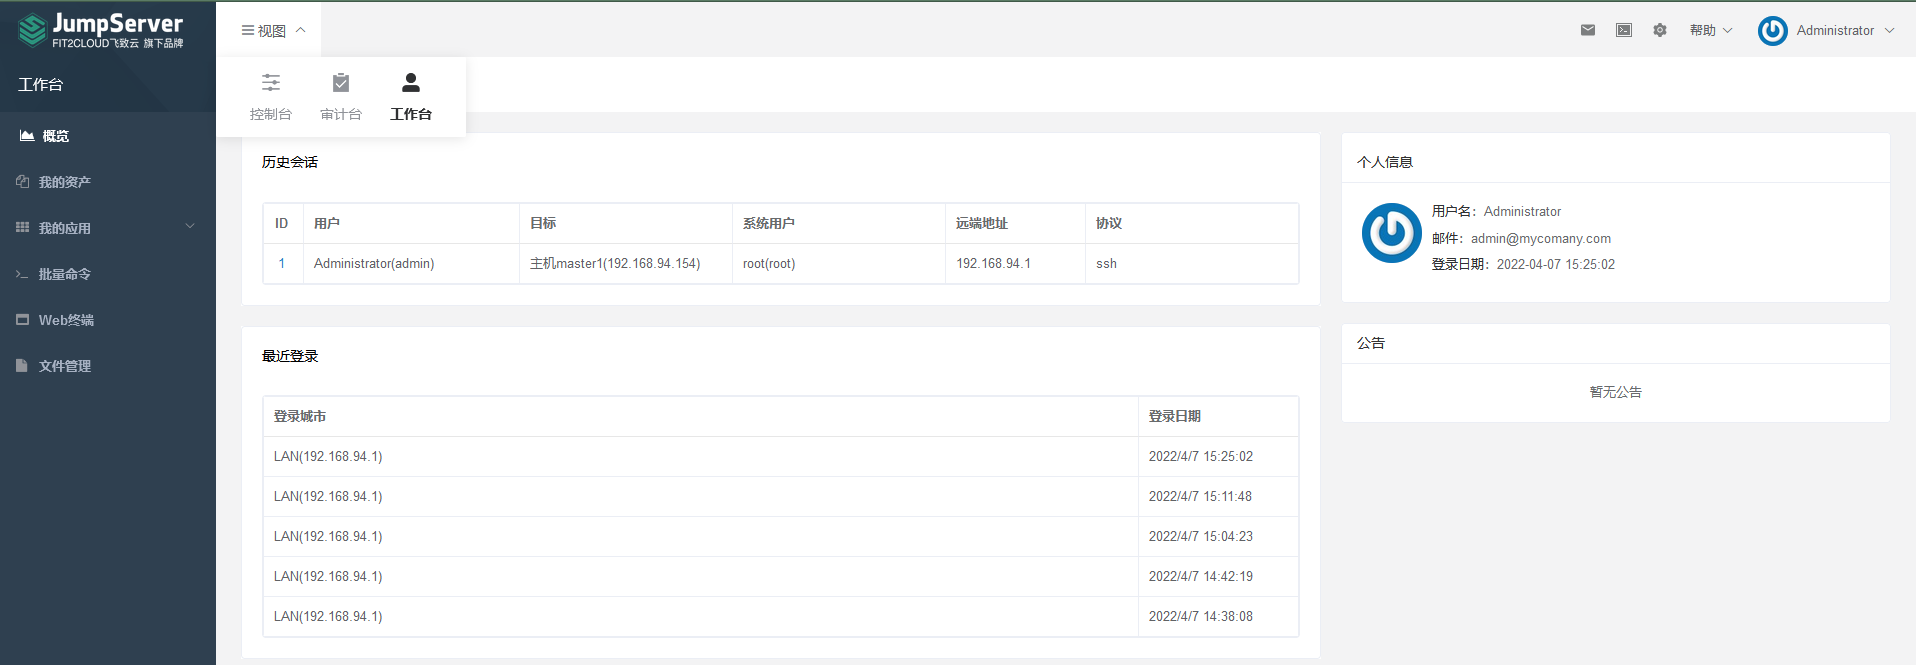 JumpServer
FIT2CLOUD飞致云 旗下品牌
视图
帮助
Administrator
工作台
控制台
审计台
工作台
概览
我的资产
我的应用
批量命令
Web终端
文件管理
历史会话
ID 用户 目标 系统用户 远端地址 协议
1 Administrator(admin) 主机master1(192.168.94.154) root(root) 192.168.94.1 ssh
最近登录
登录城市 登录日期
LAN(192.168.94.1) 2022/4/7 15:25:02
LAN(192.168.94.1) 2022/4/7 15:11:48
LAN(192.168.94.1) 2022/4/7 15:04:23
LAN(192.168.94.1) 2022/4/7 14:42:19
LAN(192.168.94.1) 2022/4/7 14:38:08
个人信息
用户名：Administrator
邮件：admin@mycomany.com
登录日期：2022-04-07 15:25:02
公告
暂无公告